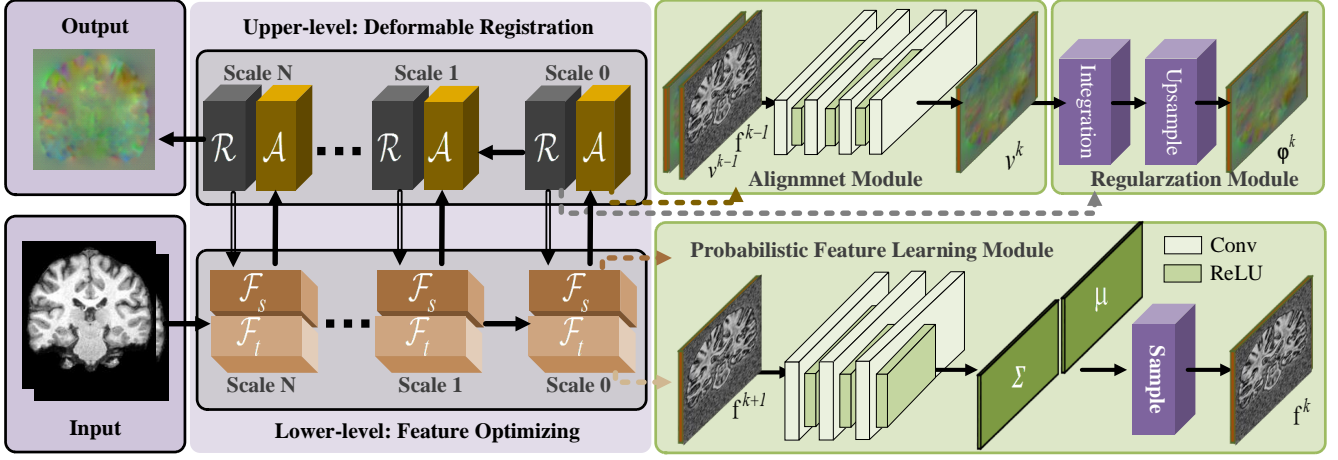 Output
Upper-level: Deformable Registration
Scale N
Scale 1
Scale 0
R
A
R
A
R
A
F_s
F_t
F_s
F_t
F_s
F_t
Scale N
Scale 1
Scale 0
Lower-level: Feature Optimizing
Input
f^{k−1}
v^{k−1}
v^k
Alignmnet Module
Integration
Upsample
φ^k
Regularzation Module
Probabilistic Feature Learning Module
Conv
ReLU
f^{k+1}
Σ
μ
Sample
f^k